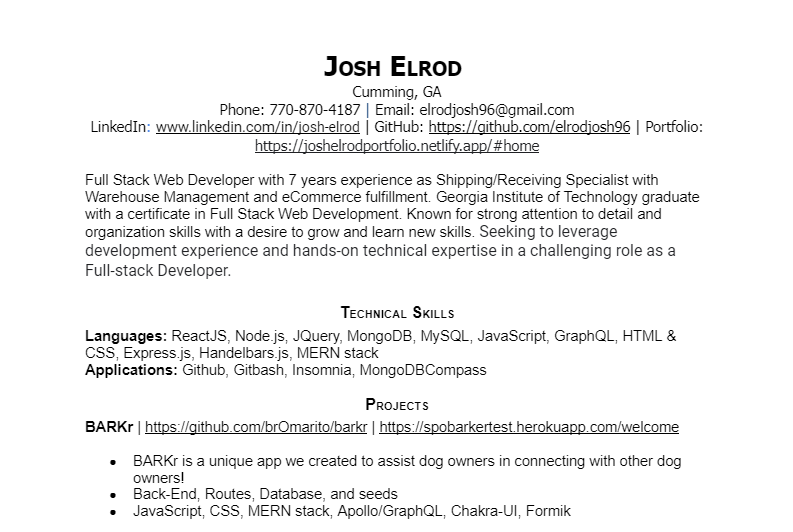 Josh Elrod
Cumming, GA
Phone: 770-870-4187 | Email: elrodjosh96@gmail.com
LinkedIn: www.linkedin.com/in/josh-elrod | GitHub: https://github.com/elrodjosh96 | Portfolio:
https://joshelrodportfolio.netlify.app/#home
Full Stack Web Developer with 7 years experience as Shipping/Receiving Specialist with
Warehouse Management and eCommerce fulfillment. Georgia Institute of Technology graduate
with a certificate in Full Stack Web Development. Known for strong attention to detail and
organization skills with a desire to grow and learn new skills. Seeking to leverage
development experience and hands-on technical expertise in a challenging role as a
Full-stack Developer.
Technical Skills
Languages: ReactJS, Node.js, JQuery, MongoDB, MySQL, JavaScript, GraphQL, HTML &
CSS, Express.js, Handelbars.js, MERN stack
Applications: Github, Gitbash, Insomnia, MongoDBCompass
Projects
BARKr | https://github.com/brOmarito/barkr | https://spobarkertest.herokuapp.com/welcome
• BARKr is a unique app we created to assist dog owners in connecting with other dog
owners!
• Back-End, Routes, Database, and seeds
• JavaScript, CSS, MERN stack, Apollo/GraphQL, Chakra-UI, Formik